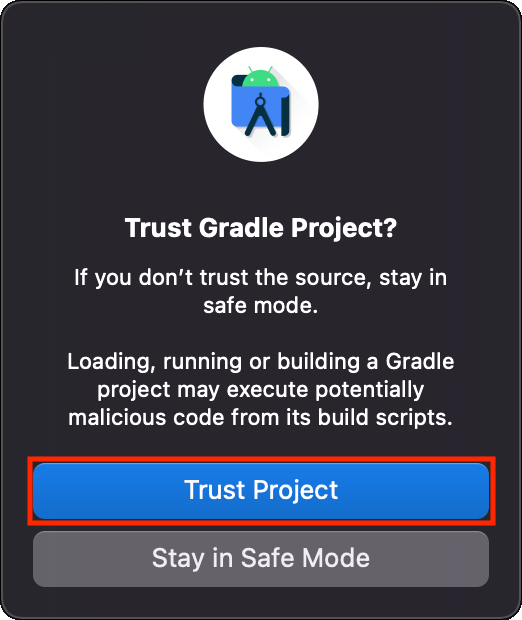 Trust Gradle Project?
If you don’t trust the source, stay in
safe mode.
Loading, running or building a Gradle
project may execute potentially
malicious code from its build scripts.
Trust Project
Stay in Safe Mode